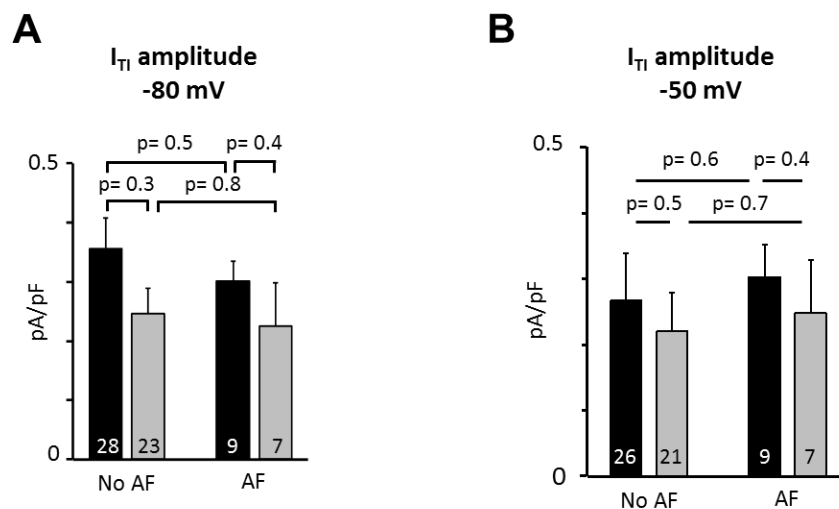 A
I_TI amplitude
-80 mV
p= 0.5
p= 0.4
p= 0.3
p= 0.8
0.5
pA/pF
0
28
23
9
7
No AF
AF
B
I_TI amplitude
-50 mV
0.5
p= 0.6
p= 0.4
p= 0.5
p= 0.7
pA/pF
0
26
21
9
7
No AF
AF